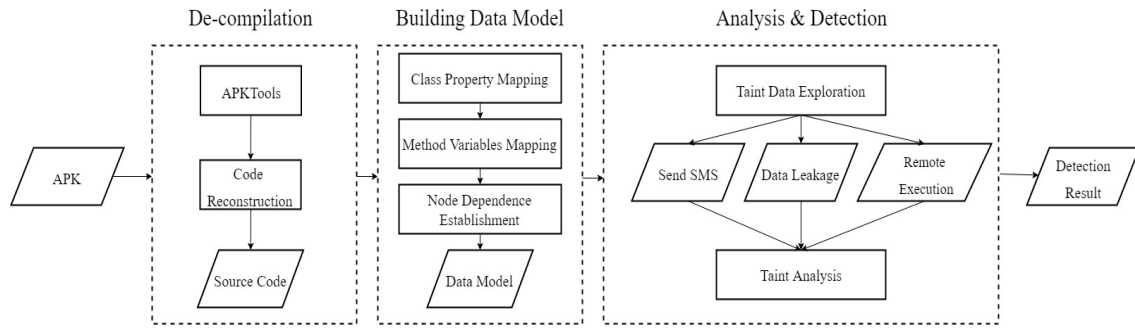 De-compilation
Building Data Model
Analysis & Detection
APK
APKTools
Code
Reconstruction
Source Code
Class Property Mapping
Method Variables Mapping
Node Dependence
Establishment
Data Model
Taint Data Exploration
Send SMS
Data Leakage
Remote
Execution
Taint Analysis
Detection
Result